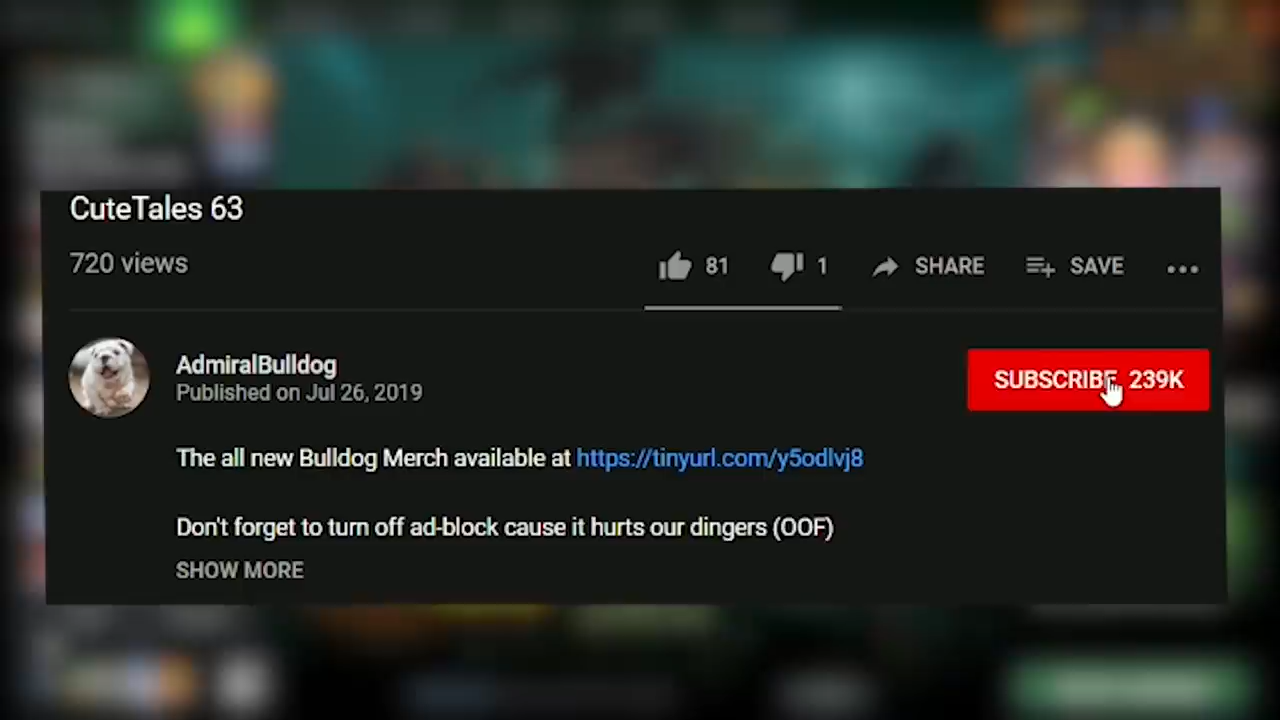 CuteTales 63
720 views
81
1
SHARE
SAVE
AdmiralBulldog
Published on Jul 26, 2019
SUBSCRIBE 239K
The all new Bulldog Merch available at https://tinyurl.com/y5odlvj8
Don't forget to turn off ad-block cause it hurts our dingers (OOF)
SHOW MORE